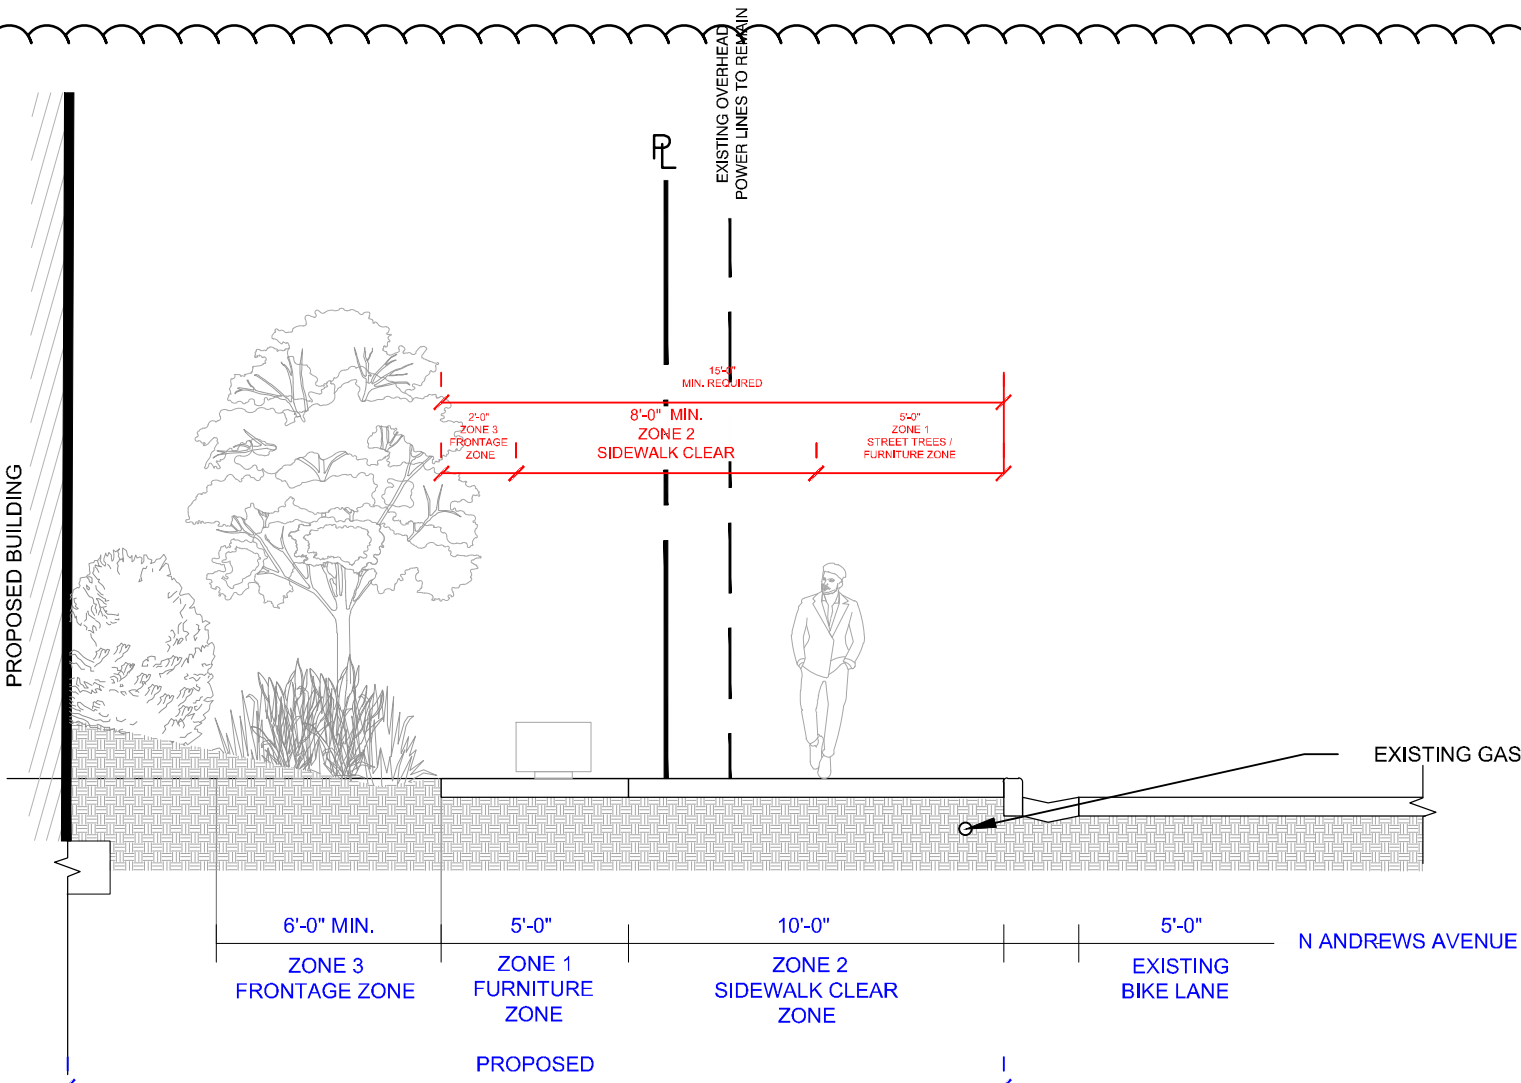 EXISTING OVERHEAD
POWER LINES TO REMAIN
PL
15'-0"
MIN. REQUIRED
2'-0"
ZONE 3
FRONTAGE
ZONE
8'-0" MIN.
ZONE 2
SIDEWALK CLEAR
5'-0"
ZONE 1
STREET TREES /
FURNITURE ZONE
PROPOSED BUILDING
EXISTING GAS
6'-0" MIN.
ZONE 3
FRONTAGE ZONE
5'-0"
ZONE 1
FURNITURE
ZONE
10'-0"
ZONE 2
SIDEWALK CLEAR
ZONE
5'-0"
EXISTING
BIKE LANE
N ANDREWS AVENUE
PROPOSED